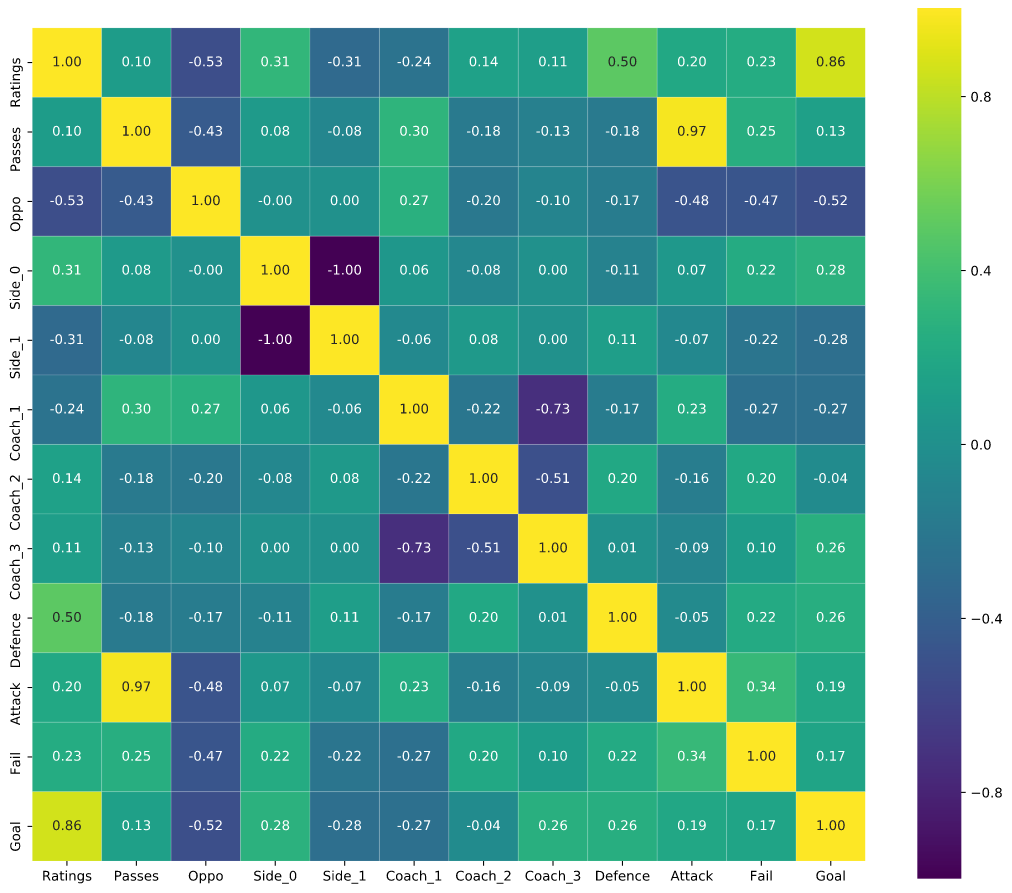 Ratings 1.00 0.10 -0.53 0.31 -0.31 -0.24 0.14 0.11 0.50 0.20 0.23 0.86
Passes 0.10 1.00 -0.43 0.08 -0.08 0.30 -0.18 -0.13 -0.18 0.97 0.25 0.13
Oppo -0.53 -0.43 1.00 -0.00 0.00 0.27 -0.20 -0.10 -0.17 -0.48 -0.47 -0.52
Side_0 0.31 0.08 -0.00 1.00 -1.00 0.06 -0.08 0.00 -0.11 0.07 0.22 0.28
Side_1 -0.31 -0.08 0.00 -1.00 1.00 -0.06 0.08 0.00 0.11 -0.07 -0.22 -0.28
Coach_1 -0.24 0.30 0.27 0.06 -0.06 1.00 -0.22 -0.73 -0.17 0.23 -0.27 -0.27
Coach_2 0.14 -0.18 -0.20 -0.08 0.08 -0.22 1.00 -0.51 0.20 -0.16 0.20 -0.04
Coach_3 0.11 -0.13 -0.10 0.00 0.00 -0.73 -0.51 1.00 0.01 -0.09 0.10 0.26
Defence 0.50 -0.18 -0.17 -0.11 0.11 -0.17 0.20 0.01 1.00 -0.05 0.22 0.26
Attack 0.20 0.97 -0.48 0.07 -0.07 0.23 -0.16 -0.09 -0.05 1.00 0.34 0.19
Fail 0.23 0.25 -0.47 0.22 -0.22 -0.27 0.20 0.10 0.22 0.34 1.00 0.17
Goal 0.86 0.13 -0.52 0.28 -0.28 -0.27 -0.04 0.26 0.26 0.19 0.17 1.00
Ratings Passes Oppo Side_0 Side_1 Coach_1 Coach_2 Coach_3 Defence Attack Fail Goal
0.8
0.4
0.0
−0.4
−0.8